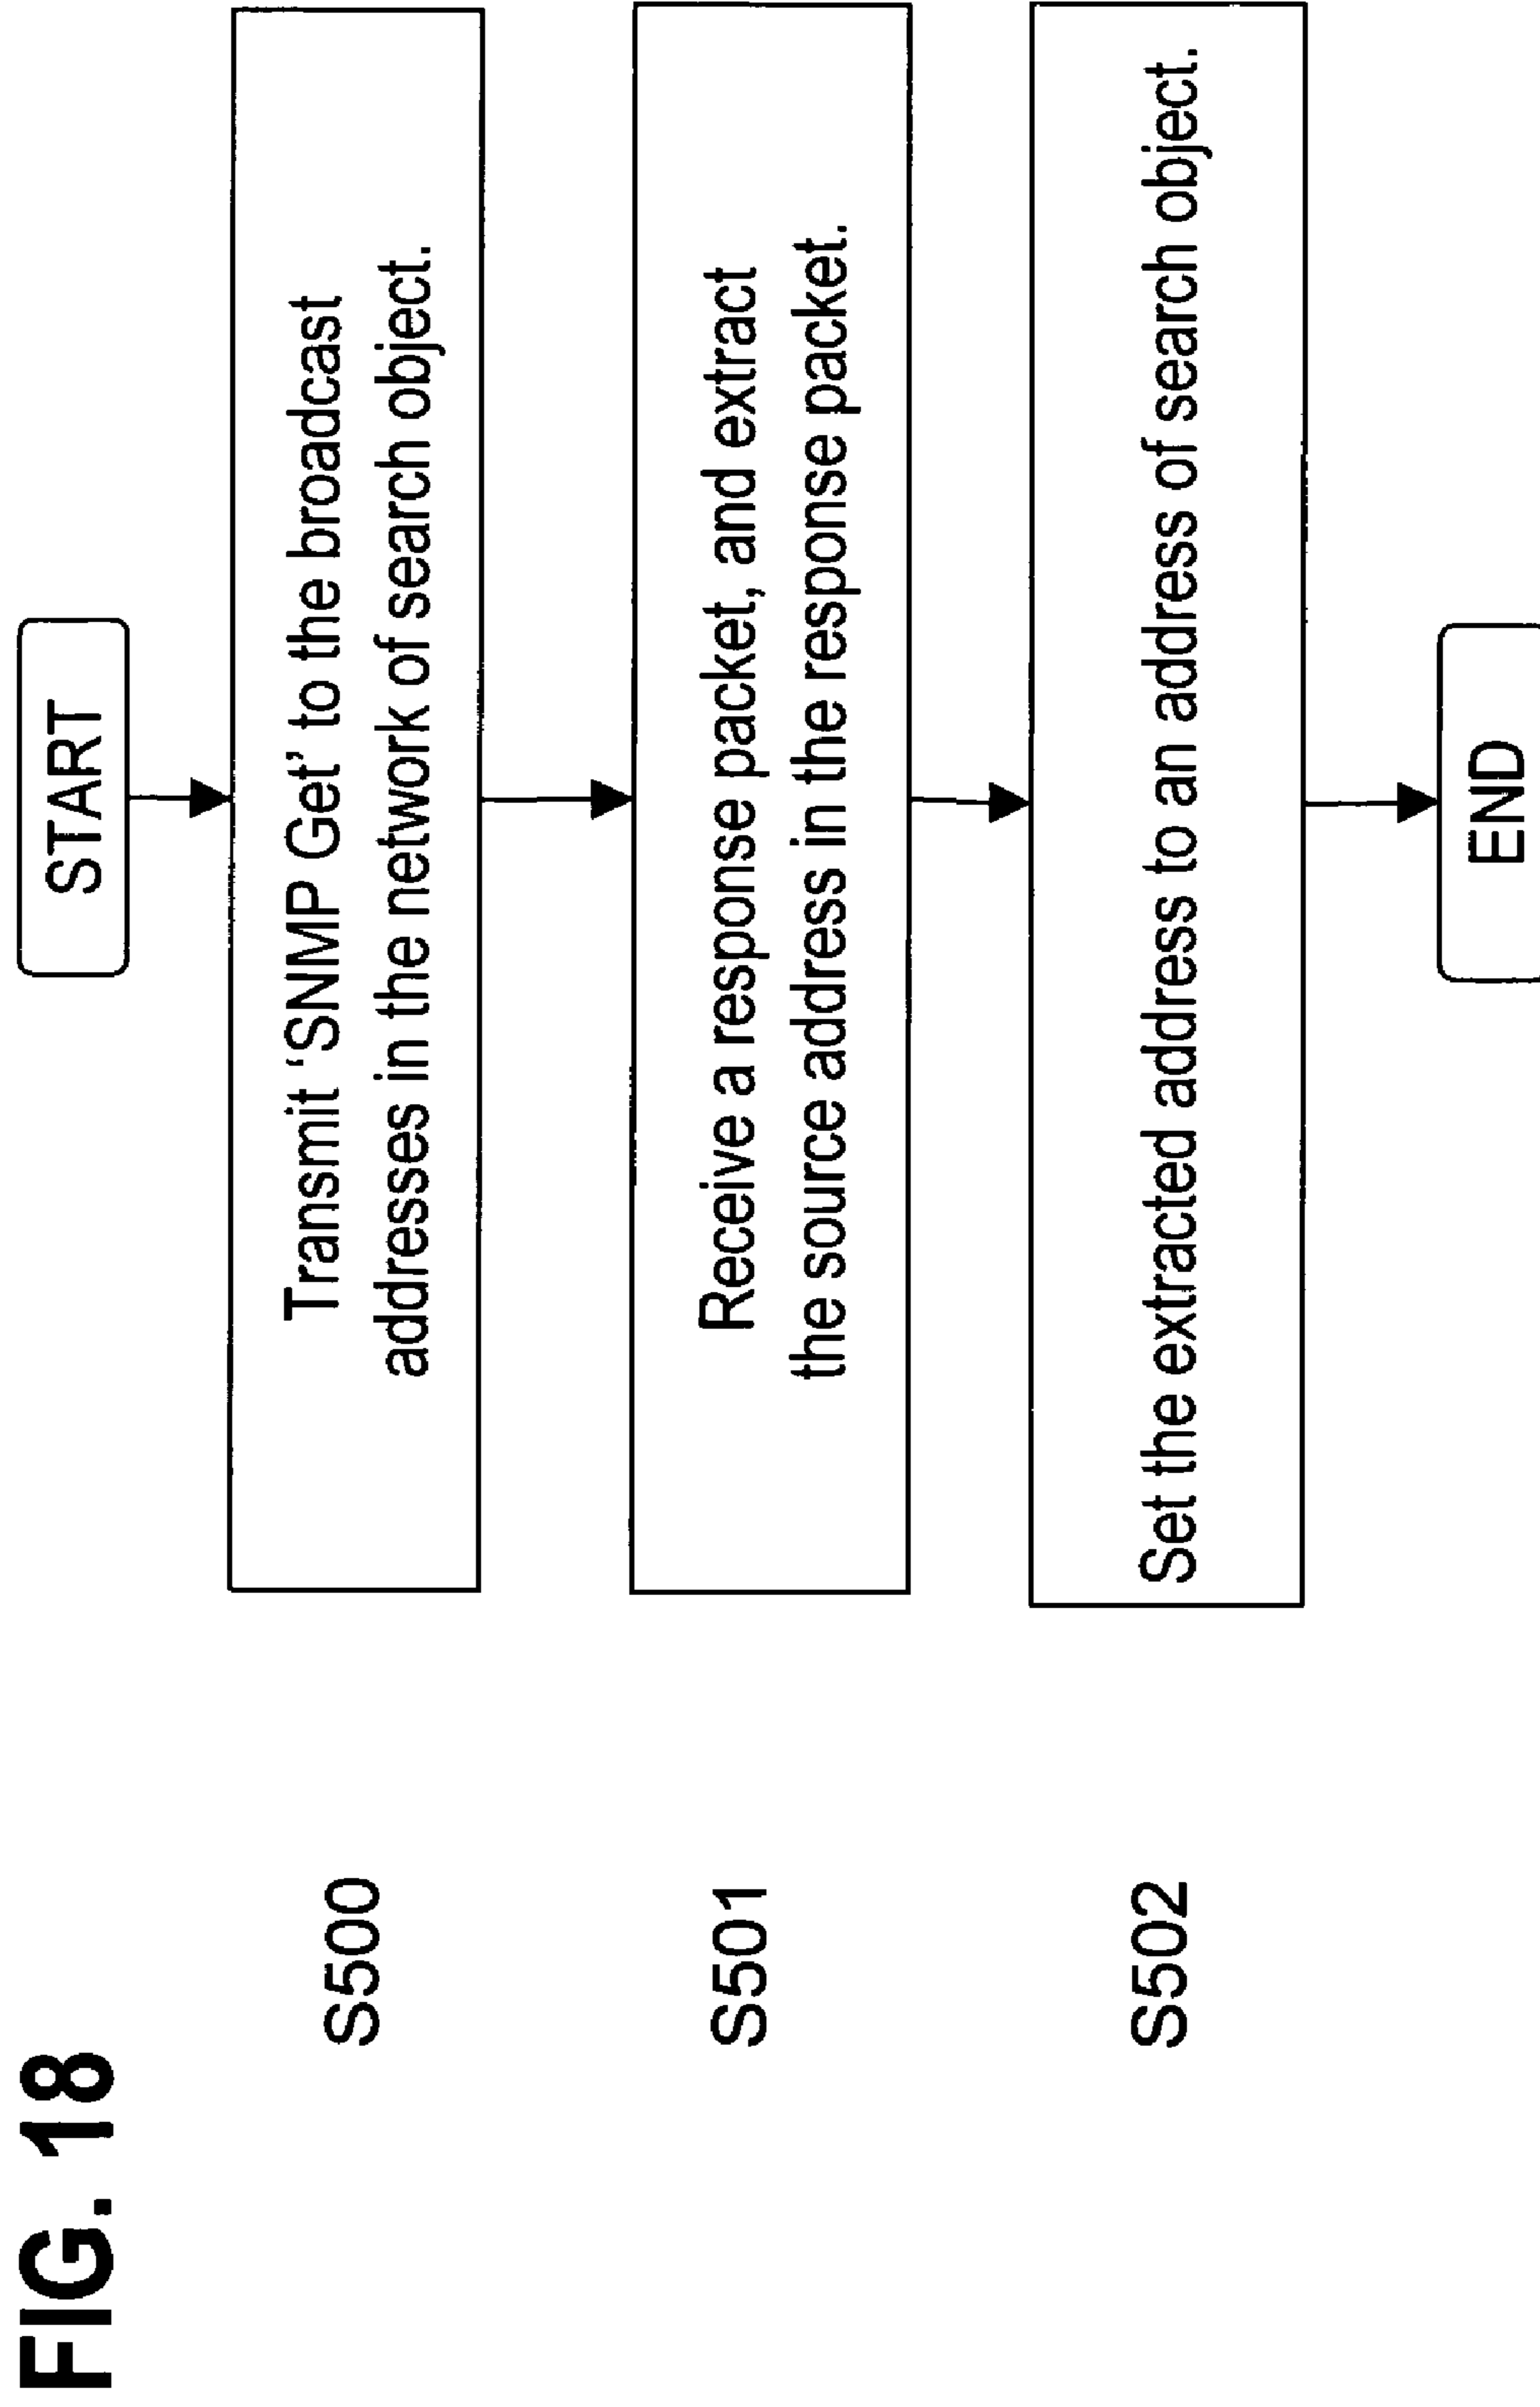 FIG. 18
START
S500
Transmit ‘SNMP Get’ to the broadcast
addresses in the network of search object.
S501
Receive a response packet, and extract
the source address in the response packet.
S502
Set the extracted address to an address of search object.
END